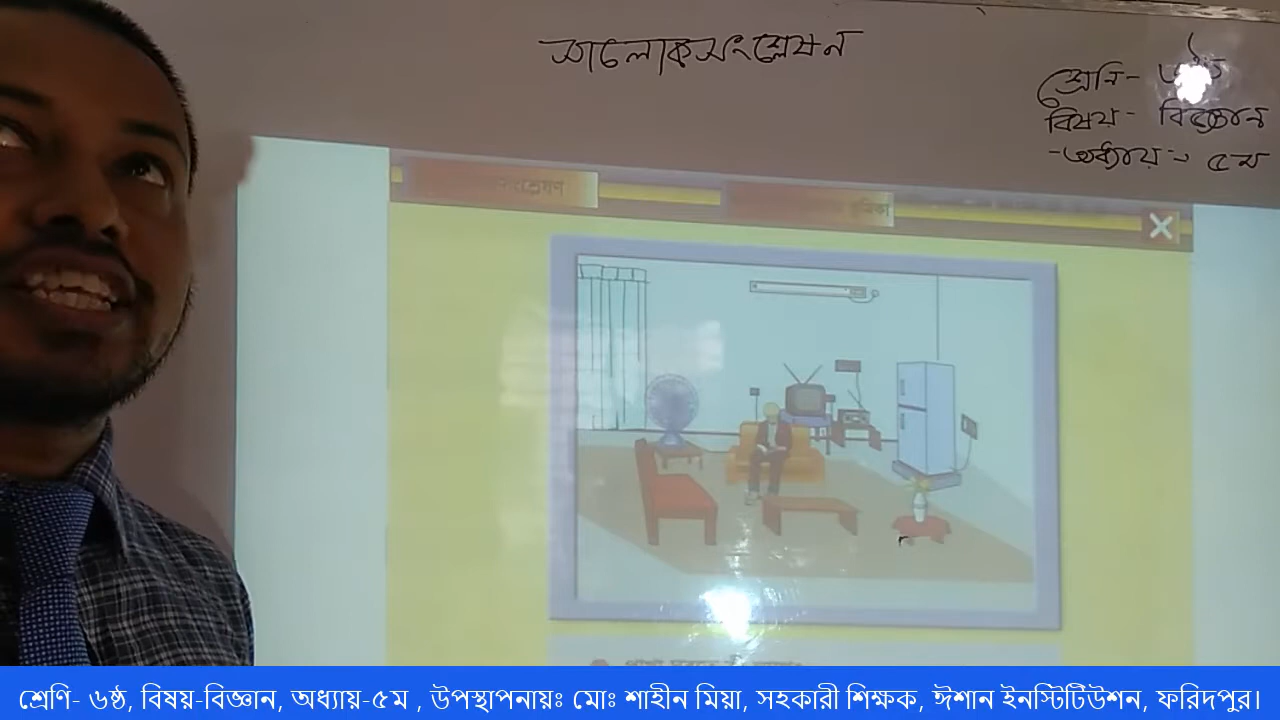 আলোকসংশ্লেষন
শ্রেনি- ৬ষ্ঠ
বিষয়- বিজ্ঞান
অধ্যায়- ৫ম
শ্রেণি- ৬ষ্ঠ, বিষয়-বিজ্ঞান, অধ্যায়-৫ম , উপস্থাপনায়ঃ মোঃ শাহীন মিয়া, সহকারী শিক্ষক, ঈশান ইনস্টিটিউশন, ফরিদপুর।